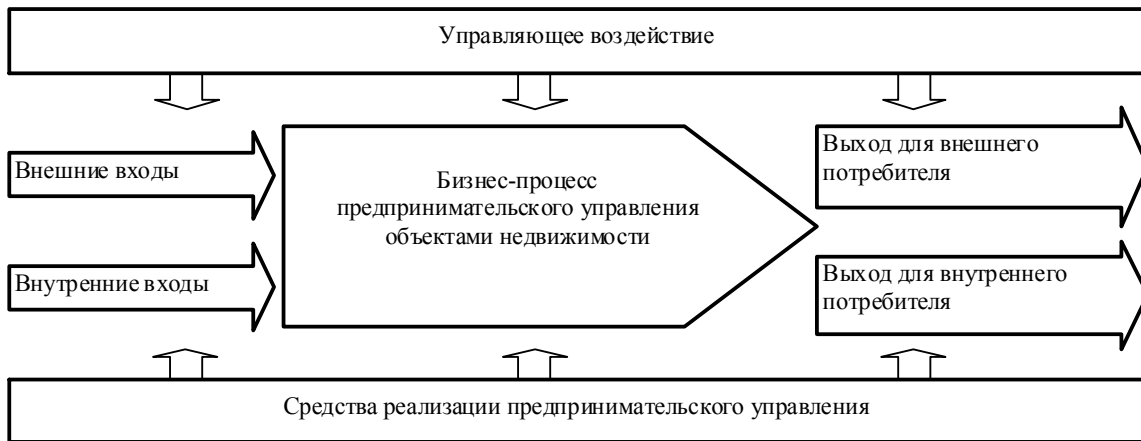 Управляющее воздействие
Внешние входы
Внутренние входы
Бизнес-процесс
предпринимательского управления
объектами недвижимости
Выход для внешнего
потребителя
Выход для внутреннего
потребителя
Средства реализации предпринимательского управления